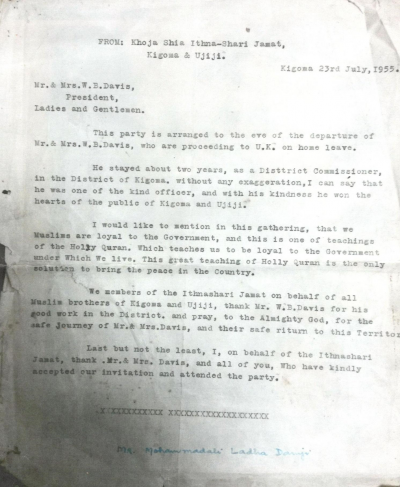 FROM: Khoja Shia Ithna-Shari Jamat,
Kigoma & Ujiji.
Kigoma 23rd July, 1955.
Mr.& Mrs.W.B.Davis,
President,
Ladies and Gentleman.
This party is arranged to the eve of the departure of
Mr.& Mrs.W.B.Davis, who are proceeding to U.K. on home leave.
He stayed about two years, as a Disttrict Commissioner,
in the District of Kigoma. without any exaggeration,I can say that
he was one of the kind officer, and with his kindness he won the
hearts of the public of Kigoma and Ujiji.
I would like to mention in this gathering, that we
Muslims are loyal to the Government, and this is one of teachings
of the Holly Quran. Which teaches us to be loyal to the Goverment
under Which We live. This great teaching of Holly Quran is the only
solution to bring the peace in the Country.
We members of the Ithnashari Jamat on behalf of all
Muslim brothers of Kigoma and Ujiji, thank Mr. W.B.Davis for his
good work in the District. and pray, to the Almighty God, for the
safe journey of Mr.& Mrs.Davis, and their safe riturn to this Territor
Last but not the least, I, on behalf of the Ithnashari
Jamat, thank .Mr.& Mrs. Davis, and all of you, Who have kindly
accepted our invitation and attended the party.
XXXXXXXXXXXX XXXXXXXXXXXXXXXXXXX
Mr. Mohammadali Ladha